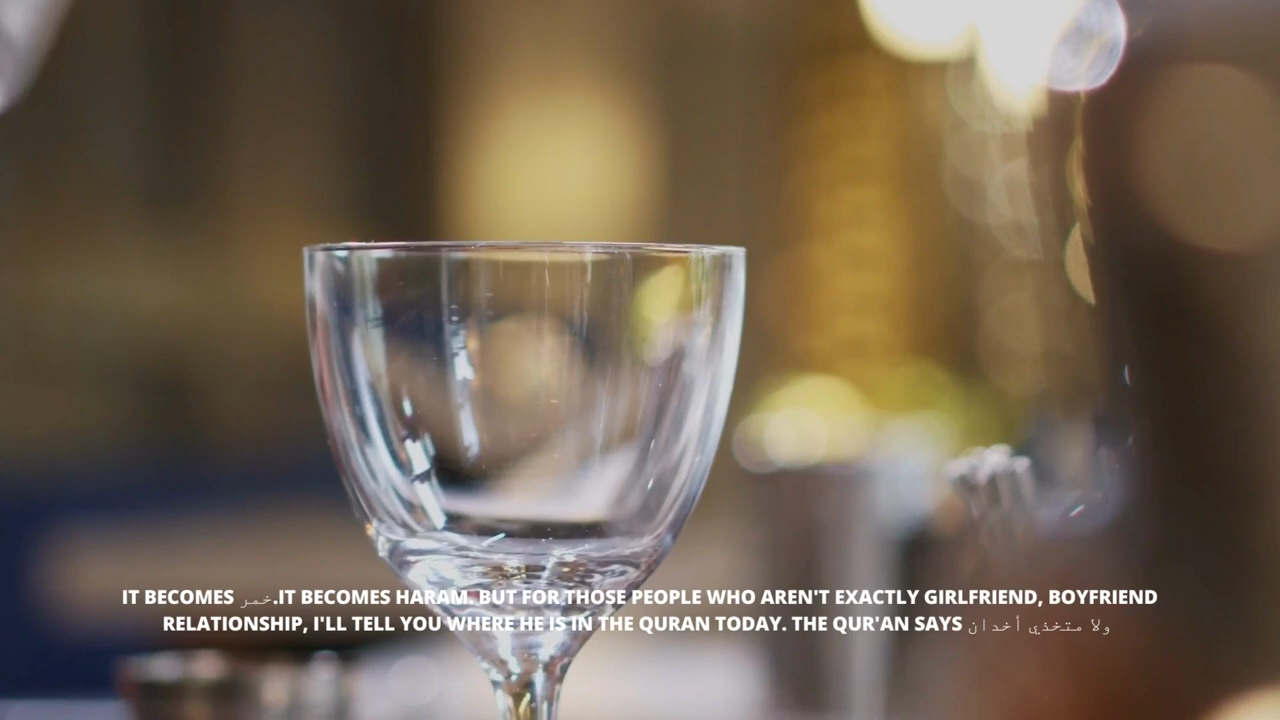 IT BECOMES خمر.IT BECOMES HARAM. BUT FOR THOSE PEOPLE WHO AREN'T EXACTLY GIRLFRIEND, BOYFRIEND
RELATIONSHIP, I'LL TELL YOU WHERE HE IS IN THE QURAN TODAY. THE QUR'AN SAYS ولا متخذي أخدان